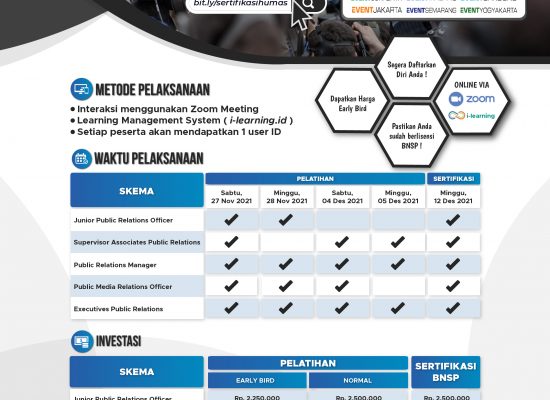 bit.ly/sertifikasihumas
EVENTJAKARTA EVENTSEMARANG EVENTYOGYAKARTA
METODE PELAKSANAAN
• Interaksi menggunakan Zoom Meeting
• Learning Management System ( i-learning.id )
• Setiap peserta akan mendapatkan 1 user ID
Segera Daftarkan
Diri Anda !
Dapatkan Harga
Early Bird
Pastikan Anda
sudah berlisensi
BNSP !
ONLINE VIA
zoom
i-learning
WAKTU PELAKSANAAN
SKEMA
PELATIHAN
SERTIFIKASI
Sabtu,
27 Nov 2021
Minggu,
28 Nov 2021
Sabtu,
04 Des 2021
Minggu,
05 Des 2021
Minggu,
12 Des 2021
Junior Public Relations Officer
✔ ✔ ✔
Supervisor Associates Public Relations
✔ ✔ ✔ ✔
Public Relations Manager
✔ ✔ ✔ ✔ ✔
Public Media Relations Officer
✔ ✔ ✔
Executives Public Relations
✔ ✔ ✔ ✔ ✔
INVESTASI
SKEMA
PELATIHAN
SERTIFIKASI
BNSP
EARLY BIRD
NORMAL
Junior Public Relations Officer
Rp. 2.250.000
Rp. 2.500.000
Rp. 2.500.000